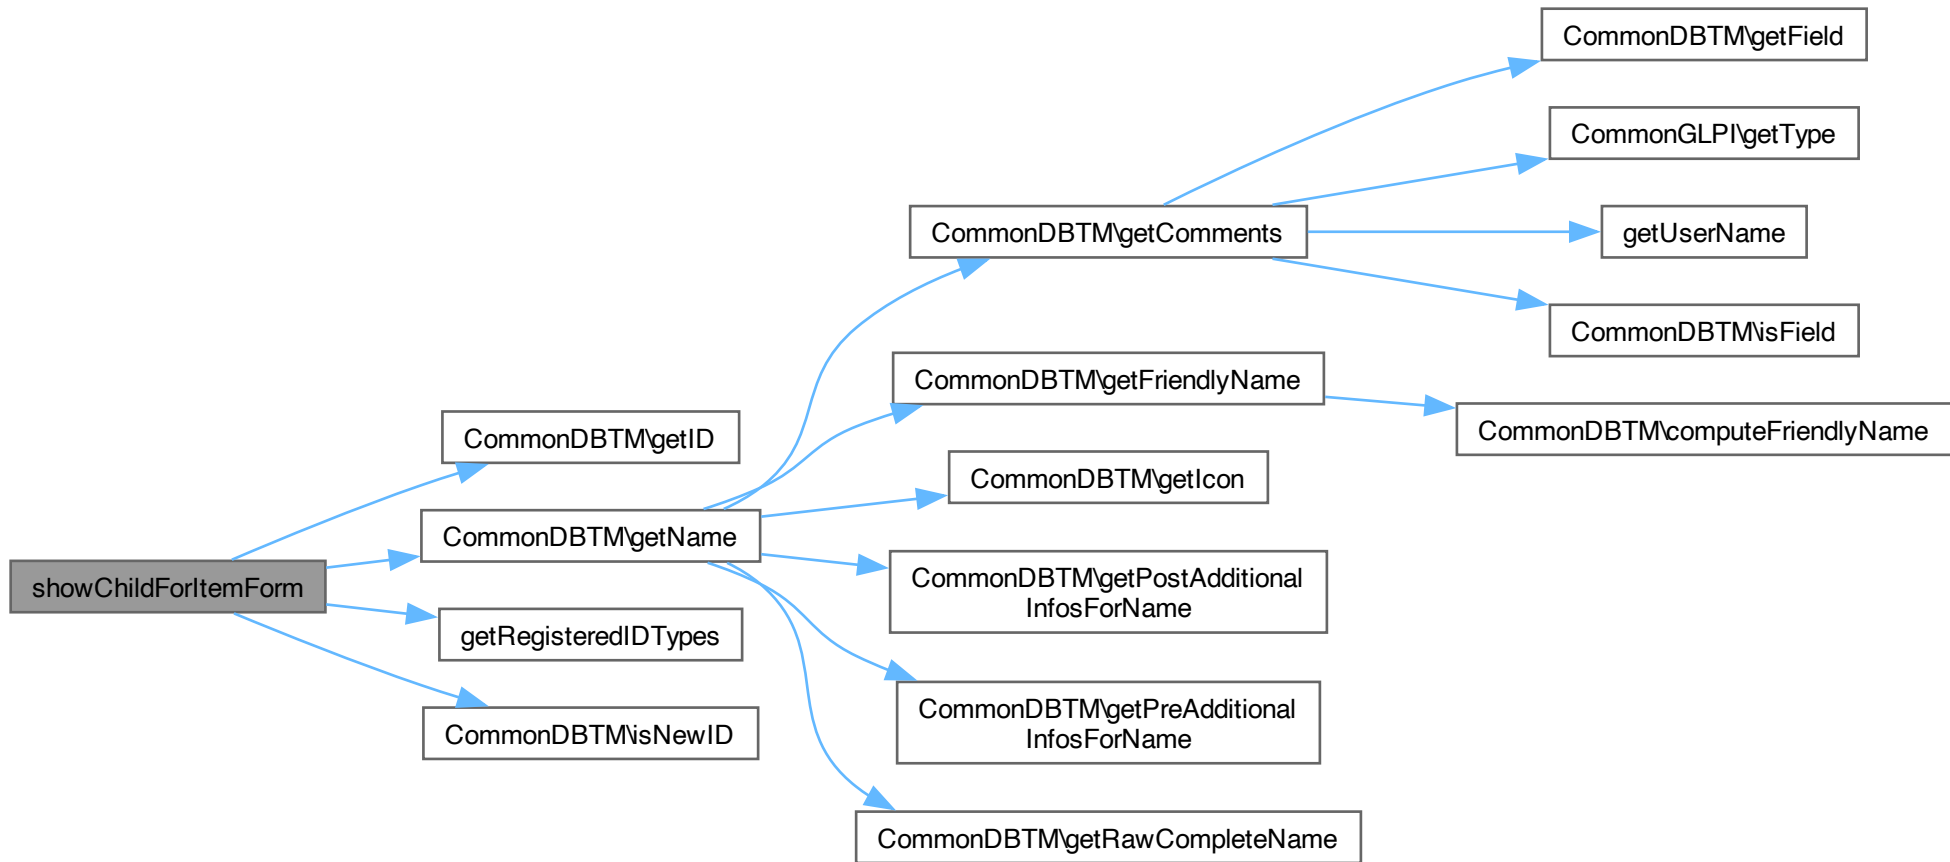 showChildForItemForm
CommonDBTM\getID
CommonDBTM\getName
getRegisteredIDTypes
CommonDBTM\isNewID
CommonDBTM\getComments
CommonDBTM\getFriendlyName
CommonDBTM\getIcon
CommonDBTM\getPostAdditional
InfosForName
CommonDBTM\getPreAdditional
InfosForName
CommonDBTM\getRawCompleteName
CommonDBTM\getField
CommonGLPI\getType
getUserName
CommonDBTM\isField
CommonDBTM\computeFriendlyName